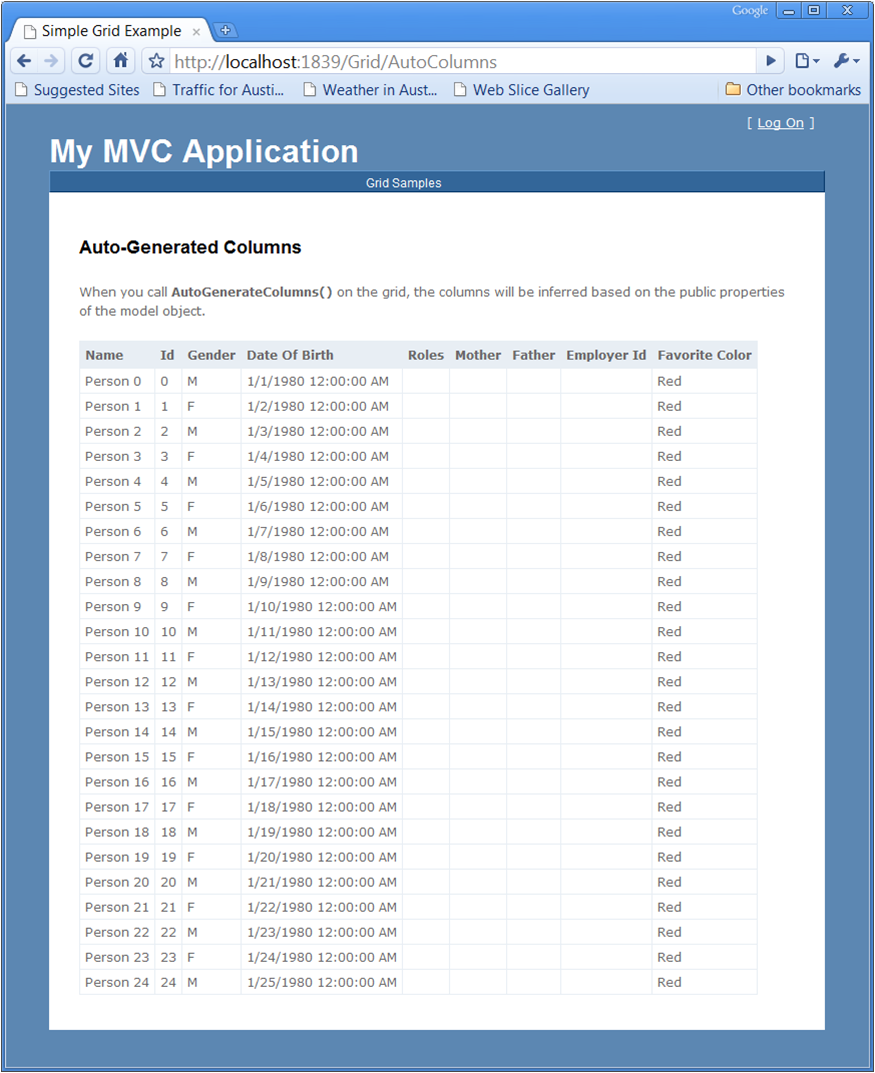 Google
Simple Grid Example
http://localhost:1839/Grid/AutoColumns
Suggested Sites Traffic for Austi... Weather in Aust... Web Slice Gallery Other bookmarks
[ Log On ]
My MVC Application
Grid Samples
Auto-Generated Columns
When you call AutoGenerateColumns() on the grid, the columns will be inferred based on the public properties
of the model object.
Name Id Gender Date Of Birth Roles Mother Father Employer Id Favorite Color
Person 0 0 M 1/1/1980 12:00:00 AM Red
Person 1 1 F 1/2/1980 12:00:00 AM Red
Person 2 2 M 1/3/1980 12:00:00 AM Red
Person 3 3 F 1/4/1980 12:00:00 AM Red
Person 4 4 M 1/5/1980 12:00:00 AM Red
Person 5 5 F 1/6/1980 12:00:00 AM Red
Person 6 6 M 1/7/1980 12:00:00 AM Red
Person 7 7 F 1/8/1980 12:00:00 AM Red
Person 8 8 M 1/9/1980 12:00:00 AM Red
Person 9 9 F 1/10/1980 12:00:00 AM Red
Person 10 10 M 1/11/1980 12:00:00 AM Red
Person 11 11 F 1/12/1980 12:00:00 AM Red
Person 12 12 M 1/13/1980 12:00:00 AM Red
Person 13 13 F 1/14/1980 12:00:00 AM Red
Person 14 14 M 1/15/1980 12:00:00 AM Red
Person 15 15 F 1/16/1980 12:00:00 AM Red
Person 16 16 M 1/17/1980 12:00:00 AM Red
Person 17 17 F 1/18/1980 12:00:00 AM Red
Person 18 18 M 1/19/1980 12:00:00 AM Red
Person 19 19 F 1/20/1980 12:00:00 AM Red
Person 20 20 M 1/21/1980 12:00:00 AM Red
Person 21 21 F 1/22/1980 12:00:00 AM Red
Person 22 22 M 1/23/1980 12:00:00 AM Red
Person 23 23 F 1/24/1980 12:00:00 AM Red
Person 24 24 M 1/25/1980 12:00:00 AM Red